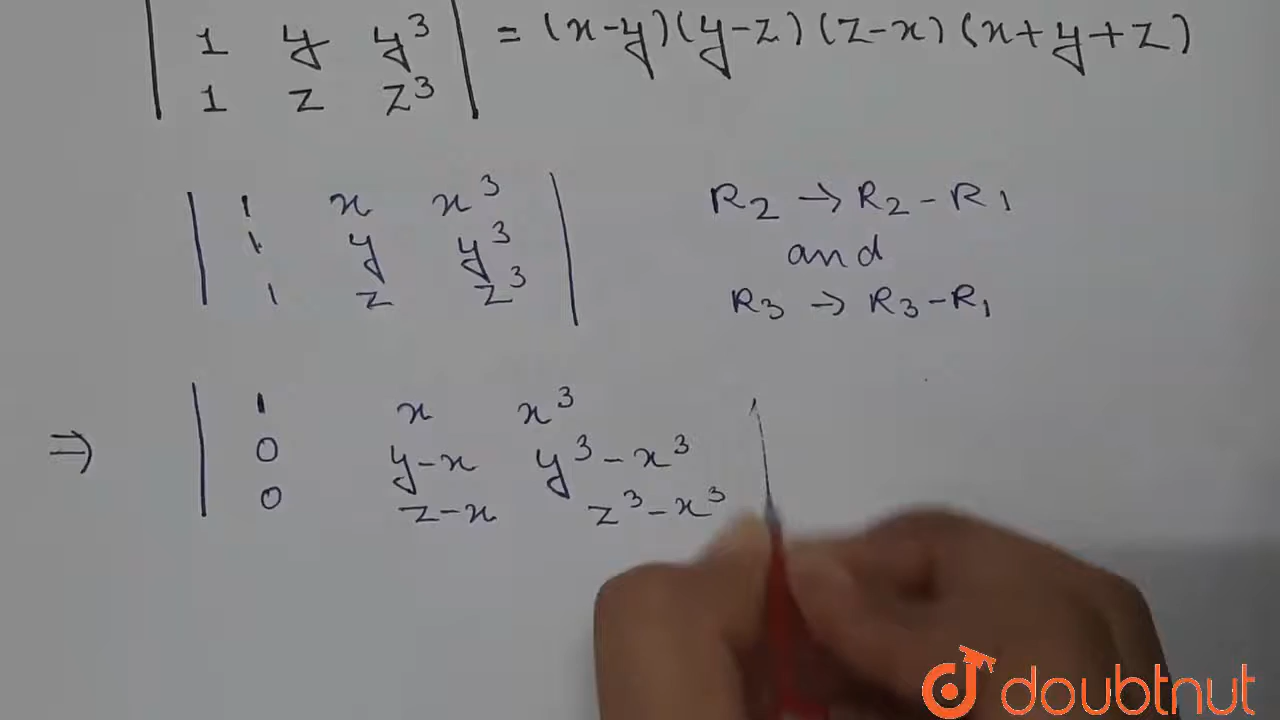 1 y y³ = (x-y)(y-z)(z-x)(x+y+z)
1 z z³
1 x x³ R₂ → R₂ - R₁
1 y y³ and
1 z z³ R₃ → R₃ - R₁
1 x x³
⇒ 0 y-x y³-x³
0 z-x z³-x³
doubtnut